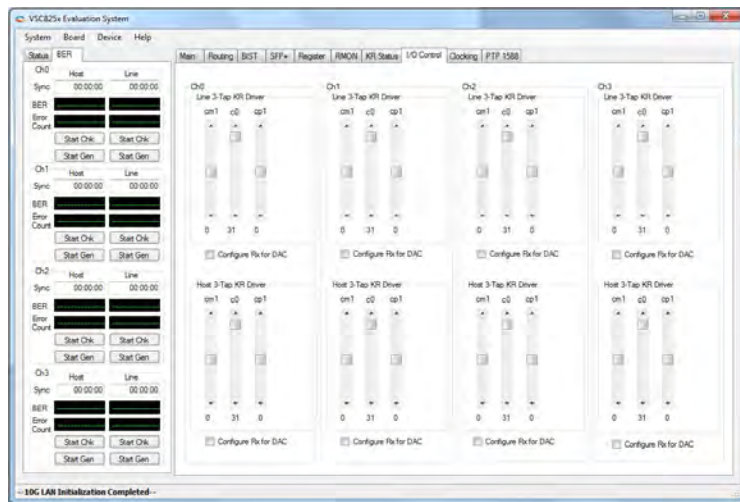 VSC825x Evaluation System
System Board Device Help
Status BER
Main Routing BIST SFP+ Register RMON KR Status I/O Control Clocking PTP 1588
Ch0
Host Line
Sync 00:00:00 00:00:00
BER
Error Count
Start Chk Start Chk
Start Gen Start Gen
Ch1
Host Line
Sync 00:00:00 00:00:00
BER
Error Count
Start Chk Start Chk
Start Gen Start Gen
Ch2
Host Line
Sync 00:00:00 00:00:00
BER
Error Count
Start Chk Start Chk
Start Gen Start Gen
Ch3
Host Line
Sync 00:00:00 00:00:00
BER
Error Count
Start Chk Start Chk
Start Gen Start Gen
Ch0 Ch1 Ch2 Ch3
Line 3-Tap KR Driver Line 3-Tap KR Driver Line 3-Tap KR Driver Line 3-Tap KR Driver
cm1 c0 cp1 cm1 c0 cp1 cm1 c0 cp1 cm1 c0 cp1
0 31 0 0 31 0 0 31 0 0 31 0
Configure Rx for DAC Configure Rx for DAC Configure Rx for DAC Configure Rx for DAC
Host 3-Tap KR Driver Host 3-Tap KR Driver Host 3-Tap KR Driver Host 3-Tap KR Driver
cm1 c0 cp1 cm1 c0 cp1 cm1 c0 cp1 cm1 c0 cp1
0 31 0 0 31 0 0 31 0 0 31 0
Configure Rx for DAC Configure Rx for DAC Configure Rx for DAC Configure Rx for DAC
--10G LAN Initialization Completed--